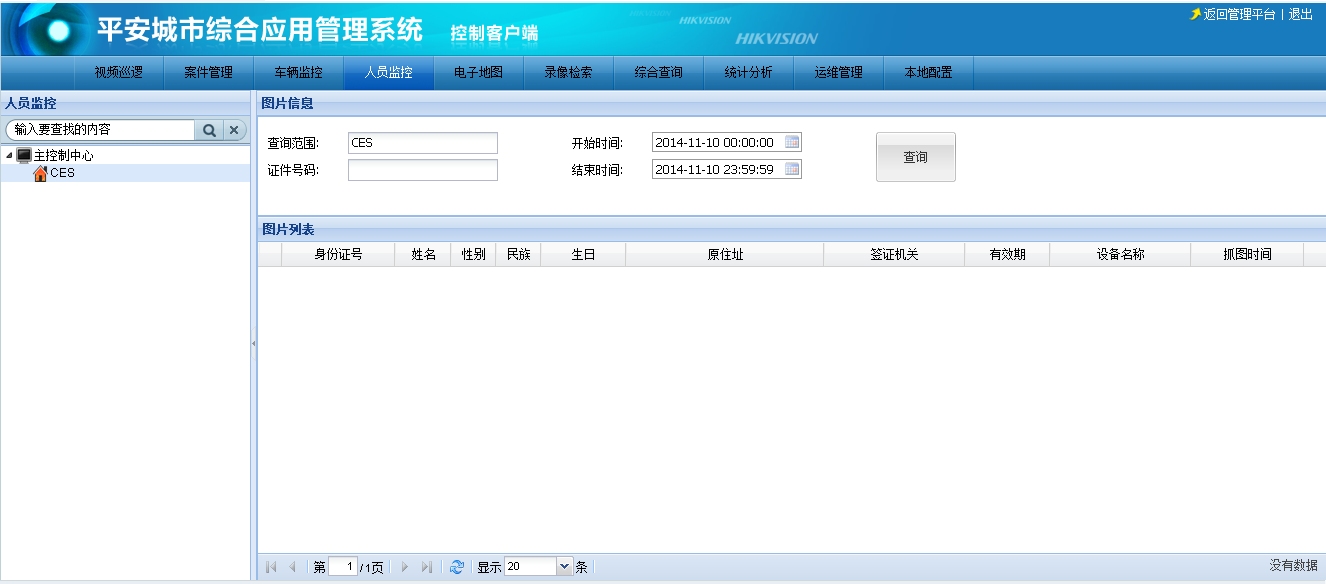 平安城市综合应用管理系统 控制客户端
HIKVISION
HIKVISION
返回管理平台 | 退出
视频巡逻 案件管理 车辆监控 人员监控 电子地图 录像检索 综合查询 统计分析 运维管理 本地配置
人员监控
输入要查找的内容
主控制中心
CES
图片信息
查询范围: CES 开始时间: 2014-11-10 00:00:00 查询
证件号码: 结束时间: 2014-11-10 23:59:59
图片列表
身份证号 姓名 性别 民族 生日 原住址 签证机关 有效期 设备名称 抓图时间
第 1 /1页 显示 20 条 没有数据